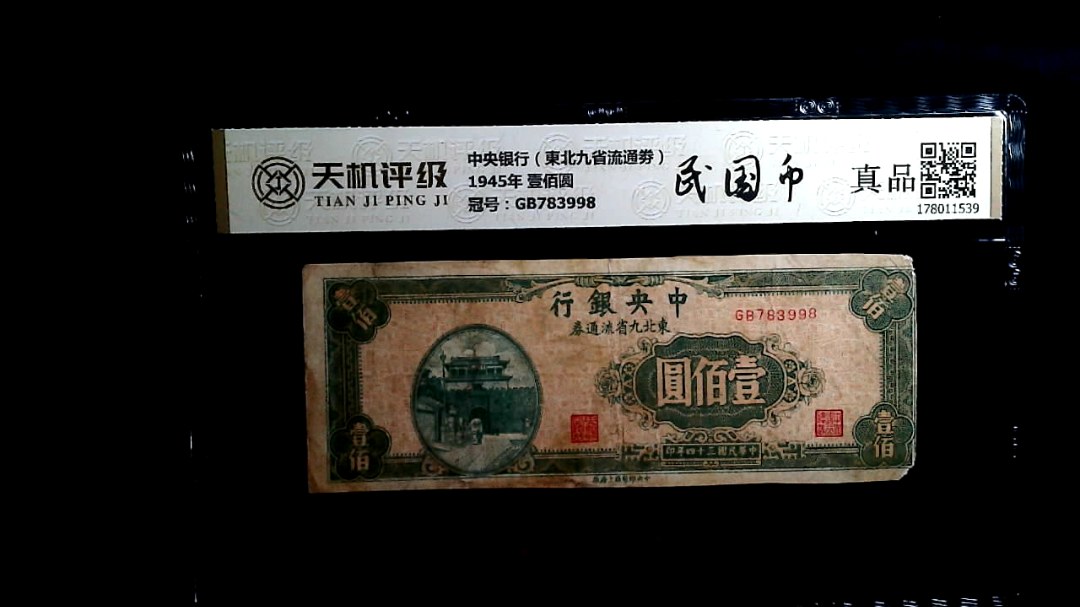 天机评级
TIAN JI PING JI
中央银行（東北九省流通券）
1945年 壹佰圆
冠号：GB783998
民国币
真品
178011539
行銀央中
券通流省九北東
GB783998
壹佰
壹佰
圓佰壹
壹佰
壹佰
印年四十三國民華中